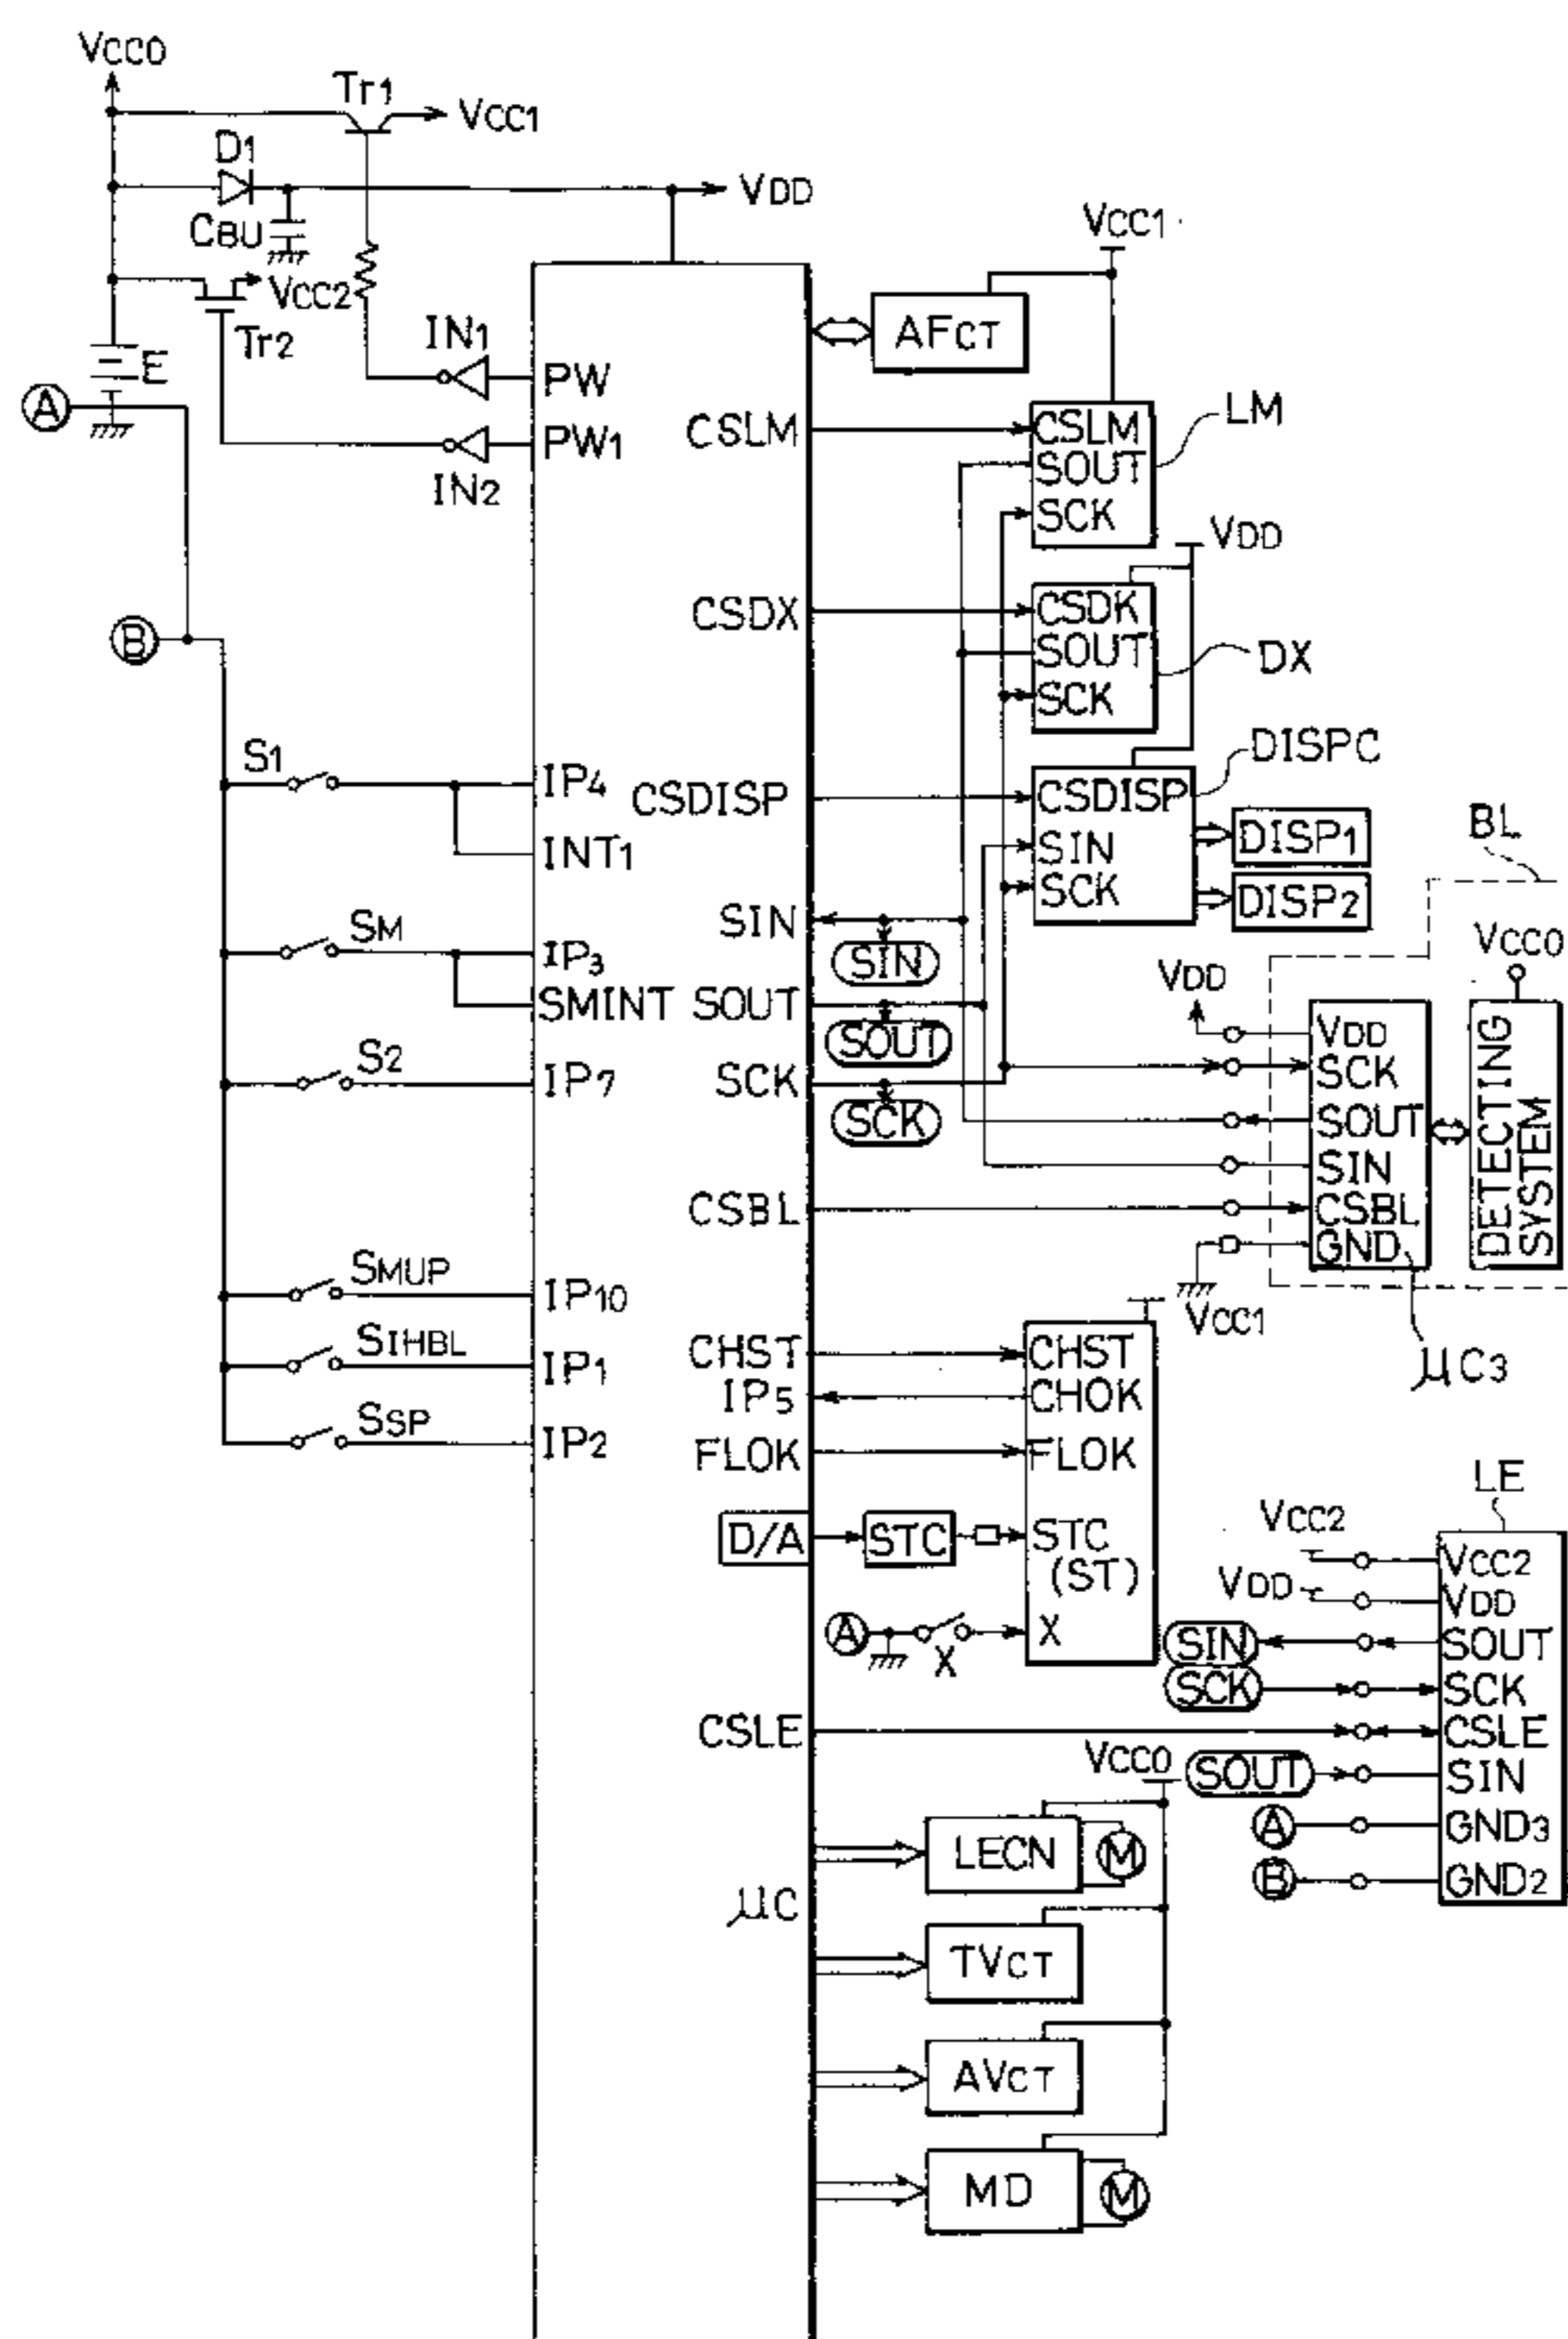 VCC0
Tr1
VCC1
D1
VDD
CBU
VCC2
Tr2
E
A
IN1
PW
PW1
IN2
B
S1
IP4
INT1
SM
IP3
SMINT
S2
IP7
SMUP
IP10
SIHBL
IP1
SSP
IP2
CSLM
CSDX
CSDISP
SIN
SOUT
SCK
CSBL
CHST
IP5
FLOK
D/A
CSLE
μC
VCC1
AFCT
CSLM
SOUT
SCK
LM
VDD
CSDK
SOUT
SCK
DX
DISPC
CSDISP
SIN
SCK
DISP1
DISP2
SIN
SOUT
SCK
BL
VCC0
VDD
VDD
SCK
SOUT
SIN
CSBL
GND
DETECTING
SYSTEM
μC3
VCC1
CHST
CHOK
FLOK
STC
STC
(ST)
A
X
X
LE
VCC2
VCC2
VDD
VDD
SIN
SOUT
SCK
SCK
CSLE
SOUT
SIN
A
GND3
B
GND2
VCC0
LECN
M
TVCT
AVCT
MD
M